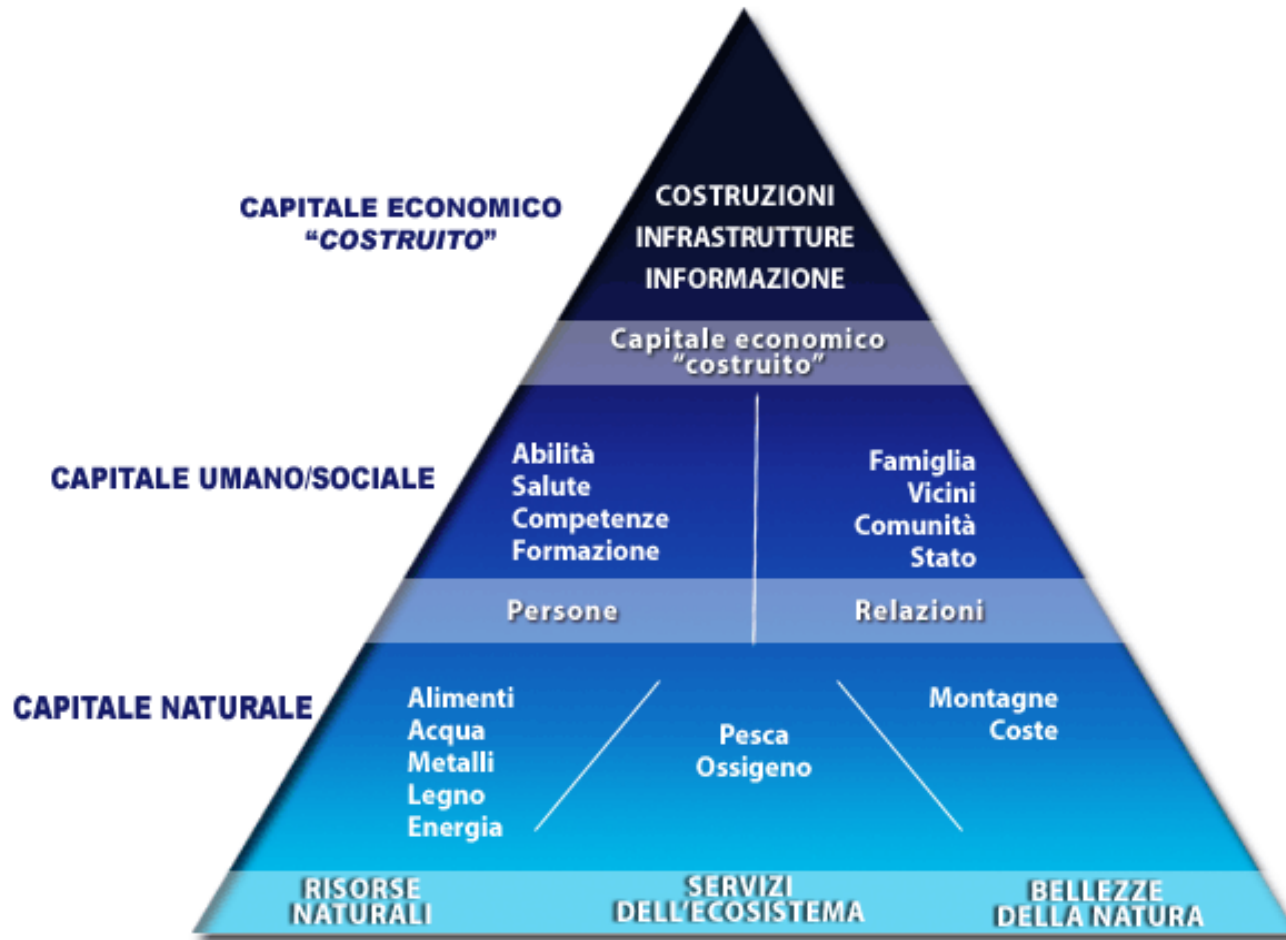 CAPITALE ECONOMICO
“COSTRUITO”
COSTRUZIONI
INFRASTRUTTURE
INFORMAZIONE
Capitale economico
“costruito”
CAPITALE UMANO/SOCIALE
Abilità
Salute
Competenze
Formazione
Famiglia
Vicini
Comunità
Stato
Persone
Relazioni
CAPITALE NATURALE
Alimenti
Acqua
Metalli
Legno
Energia
Pesca
Ossigeno
Montagne
Coste
RISORSE
NATURALI
SERVIZI
DELL'ECOSISTEMA
BELLEZZE
DELLA NATURA